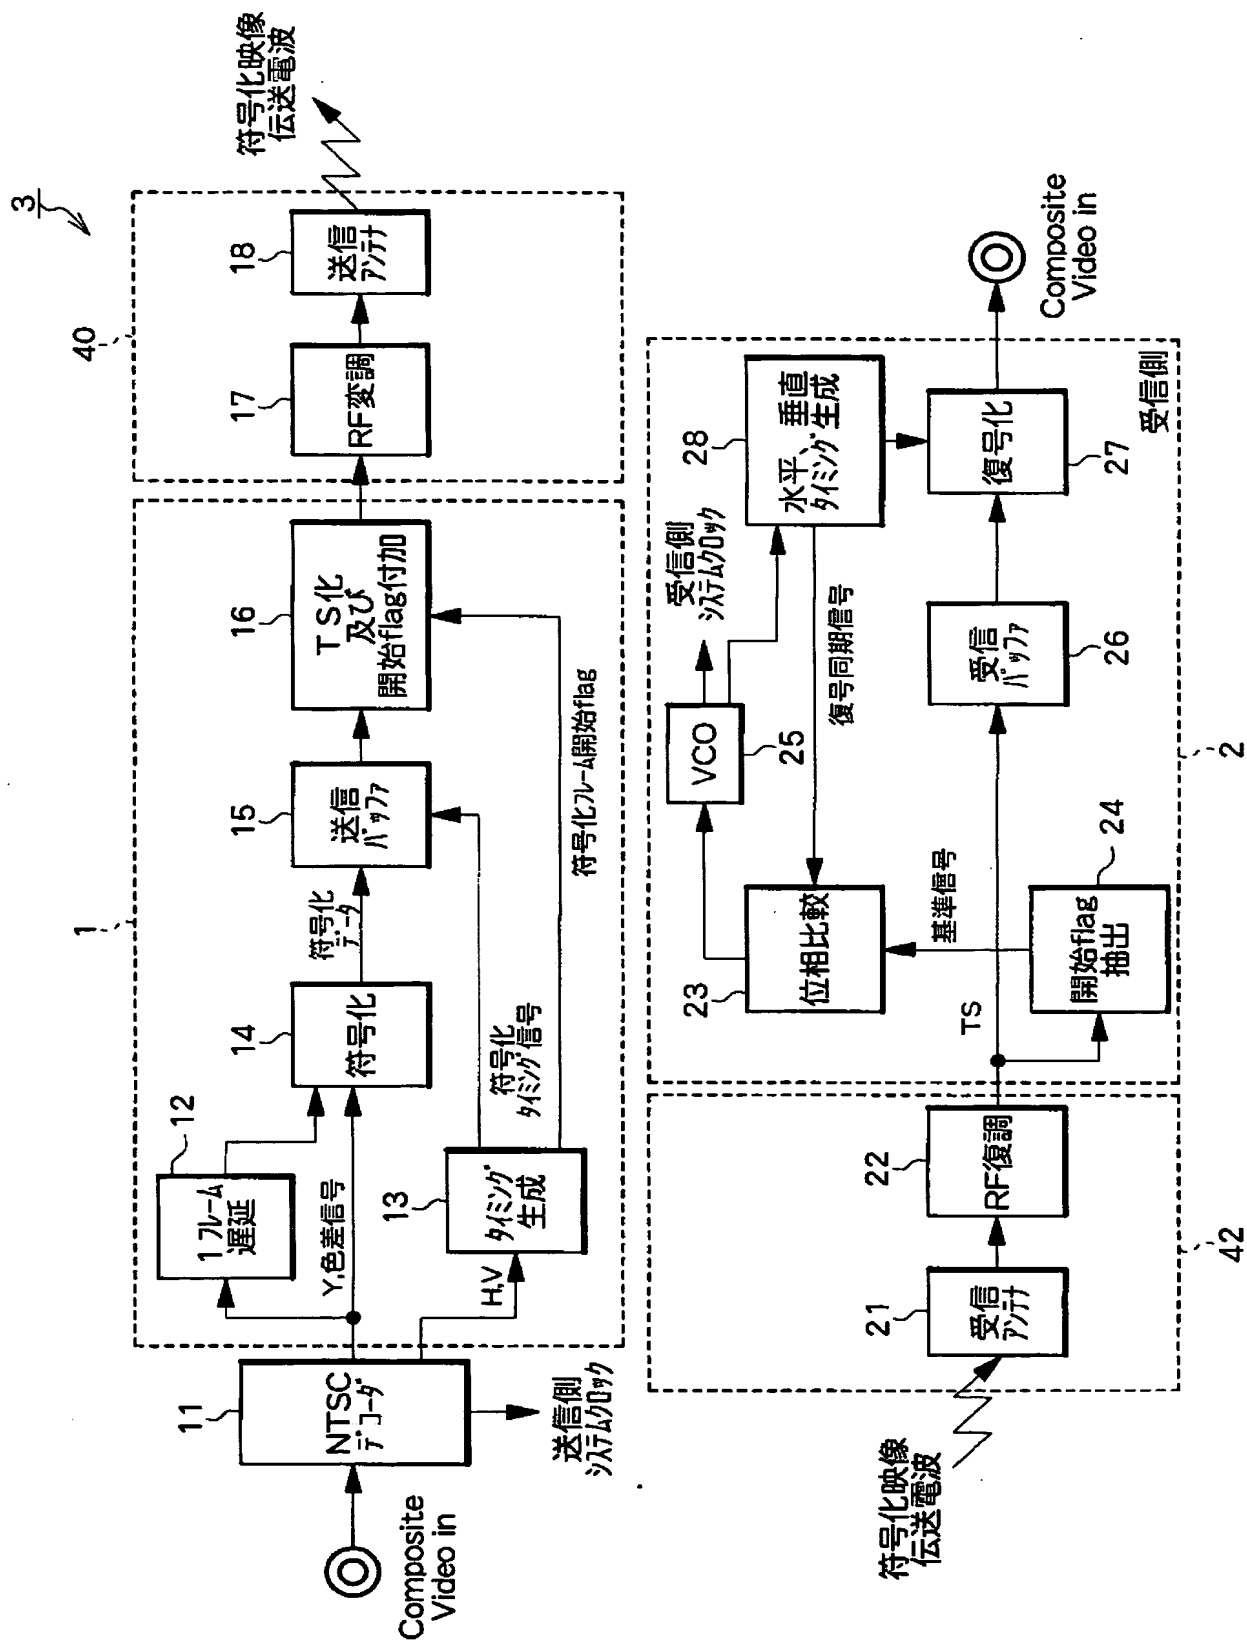 3
Composite
Video in
11
NTSC
デコーダ
送信側
システムクロック
1
12
1フレーム
遅延
Y,色差信号
H,V
13
タイミング
生成
14
符号化
符号化
データ
符号化
タイミング信号
15
送信
バッファ
16
TS化
及び
開始flag付加
符号化フレーム開始flag
40
17
RF変調
18
送信
アンテナ
符号化映像
伝送電波
符号化映像
伝送電波
21
受信
アンテナ
22
RF復調
42
TS
23
位相比較
基準信号
24
開始flag
抽出
VCO
25
受信側
システムクロック
復号同期信号
26
受信
バッファ
28
水平、垂直
タイミング生成
復号化
27
受信側
2
Composite
Video in